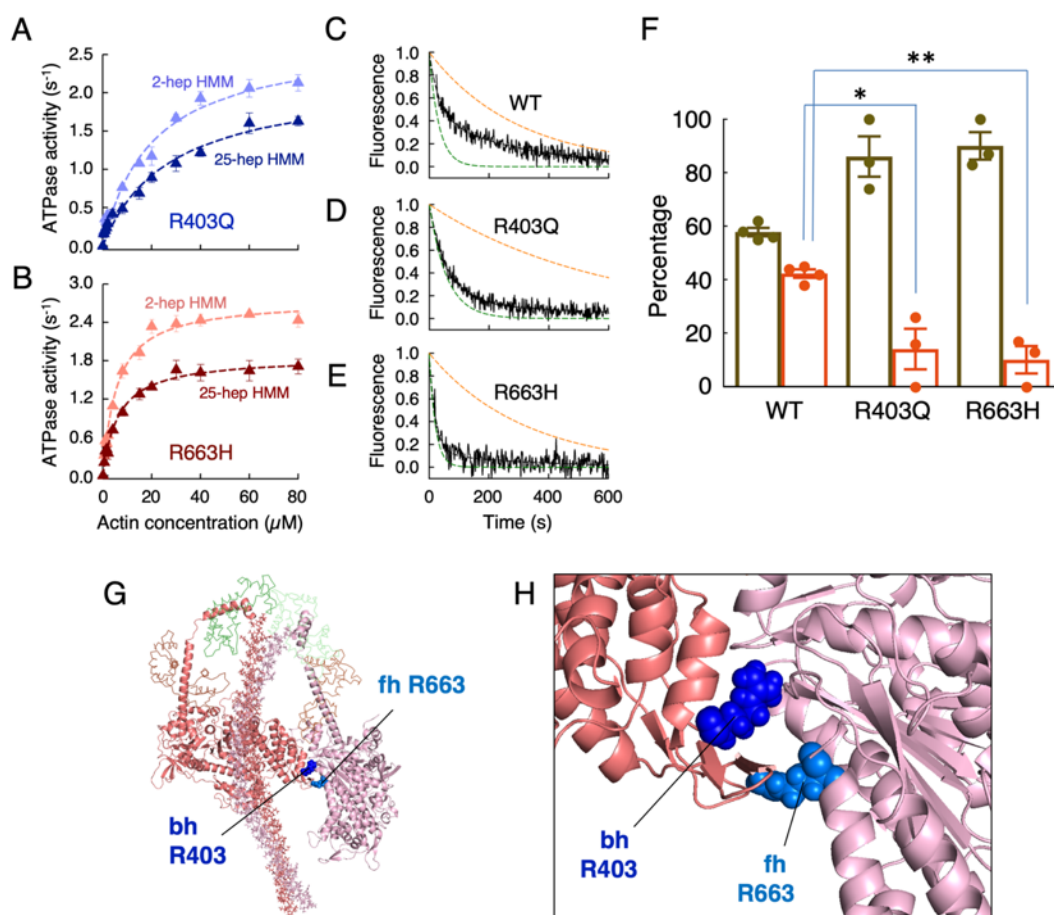 A
ATPase activity (s⁻¹)
2.5
2.0
1.5
1.0
0.5
0.0
2-hep HMM
25-hep HMM
R403Q
B
ATPase activity (s⁻¹)
3.0
2.4
1.8
1.2
0.6
0.0
2-hep HMM
25-hep HMM
R663H
0 20 40 60 80
Actin concentration (µM)
C
Fluorescence
1.0
0.8
0.6
0.4
0.2
0.0
WT
D
Fluorescence
1.0
0.8
0.6
0.4
0.2
0.0
R403Q
E
Fluorescence
1.0
0.8
0.6
0.4
0.2
0.0
R663H
0 200 400 600
Time (s)
F
Percentage
100
80
60
40
20
0
*
**
WT R403Q R663H
G
fh R663
bh
R403
H
bh
R403
fh
R663